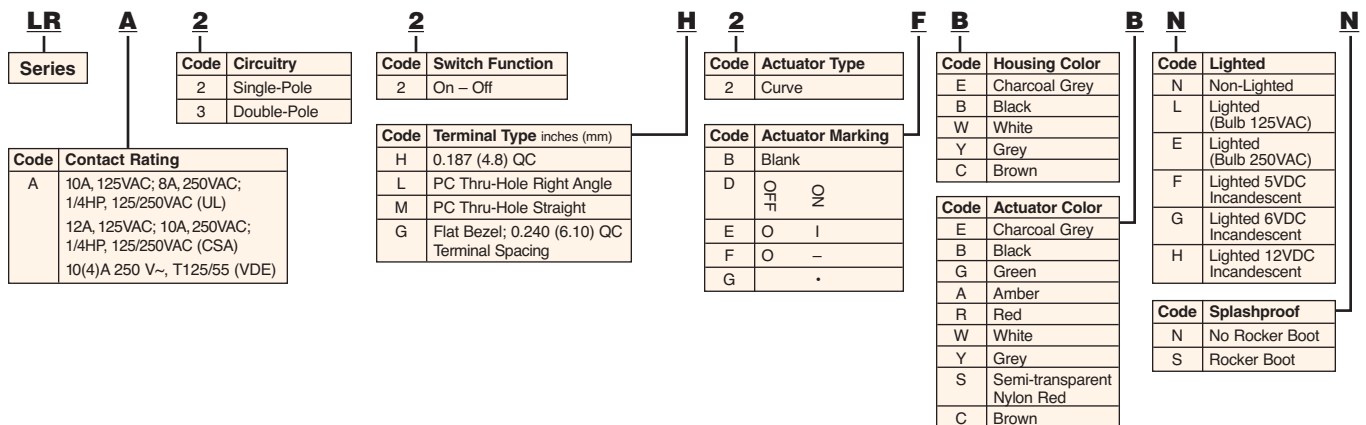 LR A 2 2 H 2 F B B N N
Series
Code Circuitry
2 Single-Pole
3 Double-Pole
Code Contact Rating
A 10A, 125VAC; 8A, 250VAC;
1/4HP, 125/250VAC (UL)
12A, 125VAC; 10A, 250VAC;
1/4HP, 125/250VAC (CSA)
10(4)A 250 V~, T125/55 (VDE)
Code Switch Function
2 On – Off
Code Terminal Type inches (mm)
H 0.187 (4.8) QC
L PC Thru-Hole Right Angle
M PC Thru-Hole Straight
G Flat Bezel; 0.240 (6.10) QC
Terminal Spacing
Code Actuator Type
2 Curve
Code Actuator Marking
B Blank
D OFF ON
E O I
F O –
G •
Code Housing Color
E Charcoal Grey
B Black
W White
Y Grey
C Brown
Code Actuator Color
E Charcoal Grey
B Black
G Green
A Amber
R Red
W White
Y Grey
S Semi-transparent
Nylon Red
C Brown
Code Lighted
N Non-Lighted
L Lighted
(Bulb 125VAC)
E Lighted
(Bulb 250VAC)
F Lighted 5VDC
Incandescent
G Lighted 6VDC
Incandescent
H Lighted 12VDC
Incandescent
Code Splashproof
N No Rocker Boot
S Rocker Boot